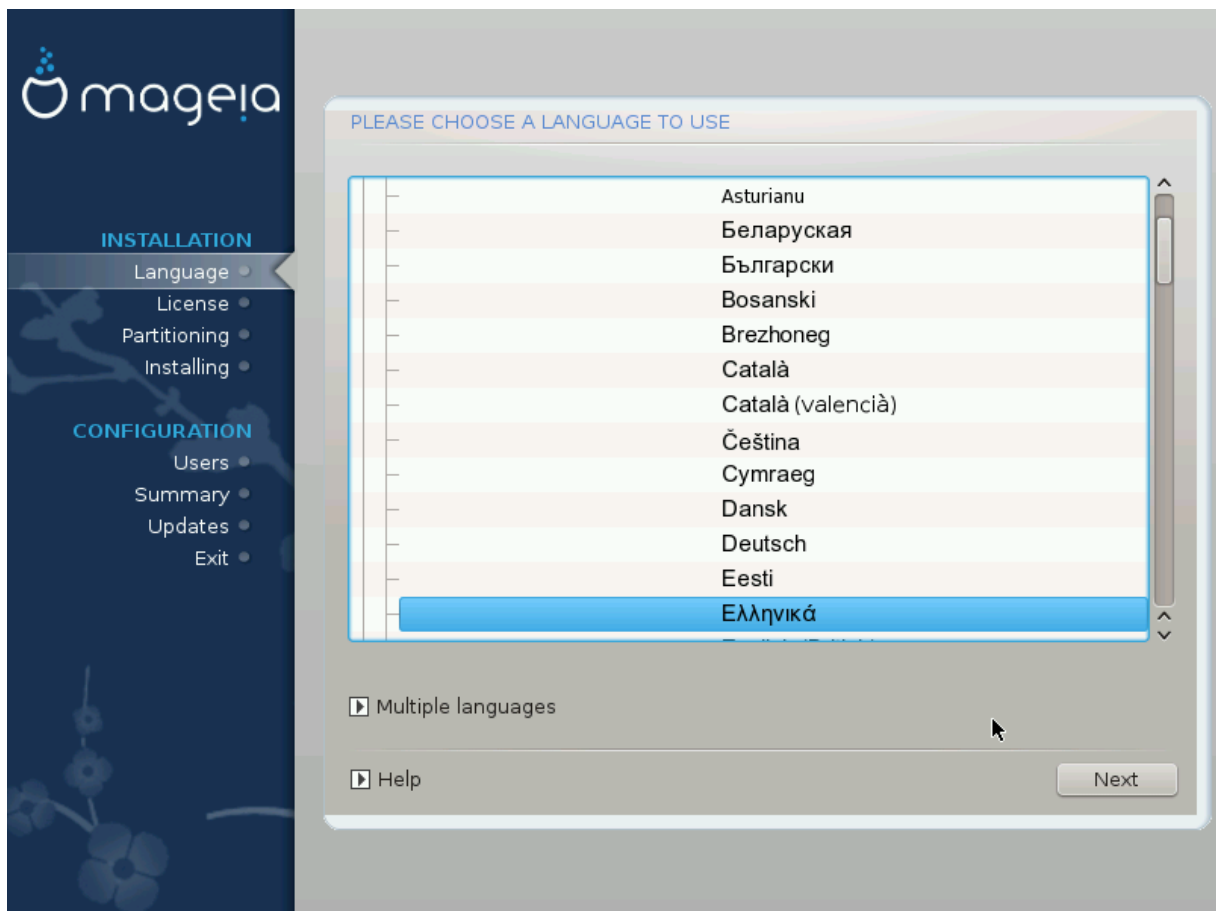 mageia
INSTALLATION
Language
License
Partitioning
Installing
CONFIGURATION
Users
Summary
Updates
Exit
PLEASE CHOOSE A LANGUAGE TO USE
Asturianu
Беларуская
Български
Bosanski
Brezhoneg
Català
Català (valencià)
Čeština
Cymraeg
Dansk
Deutsch
Eesti
Ελληνικά
Multiple languages
Help
Next